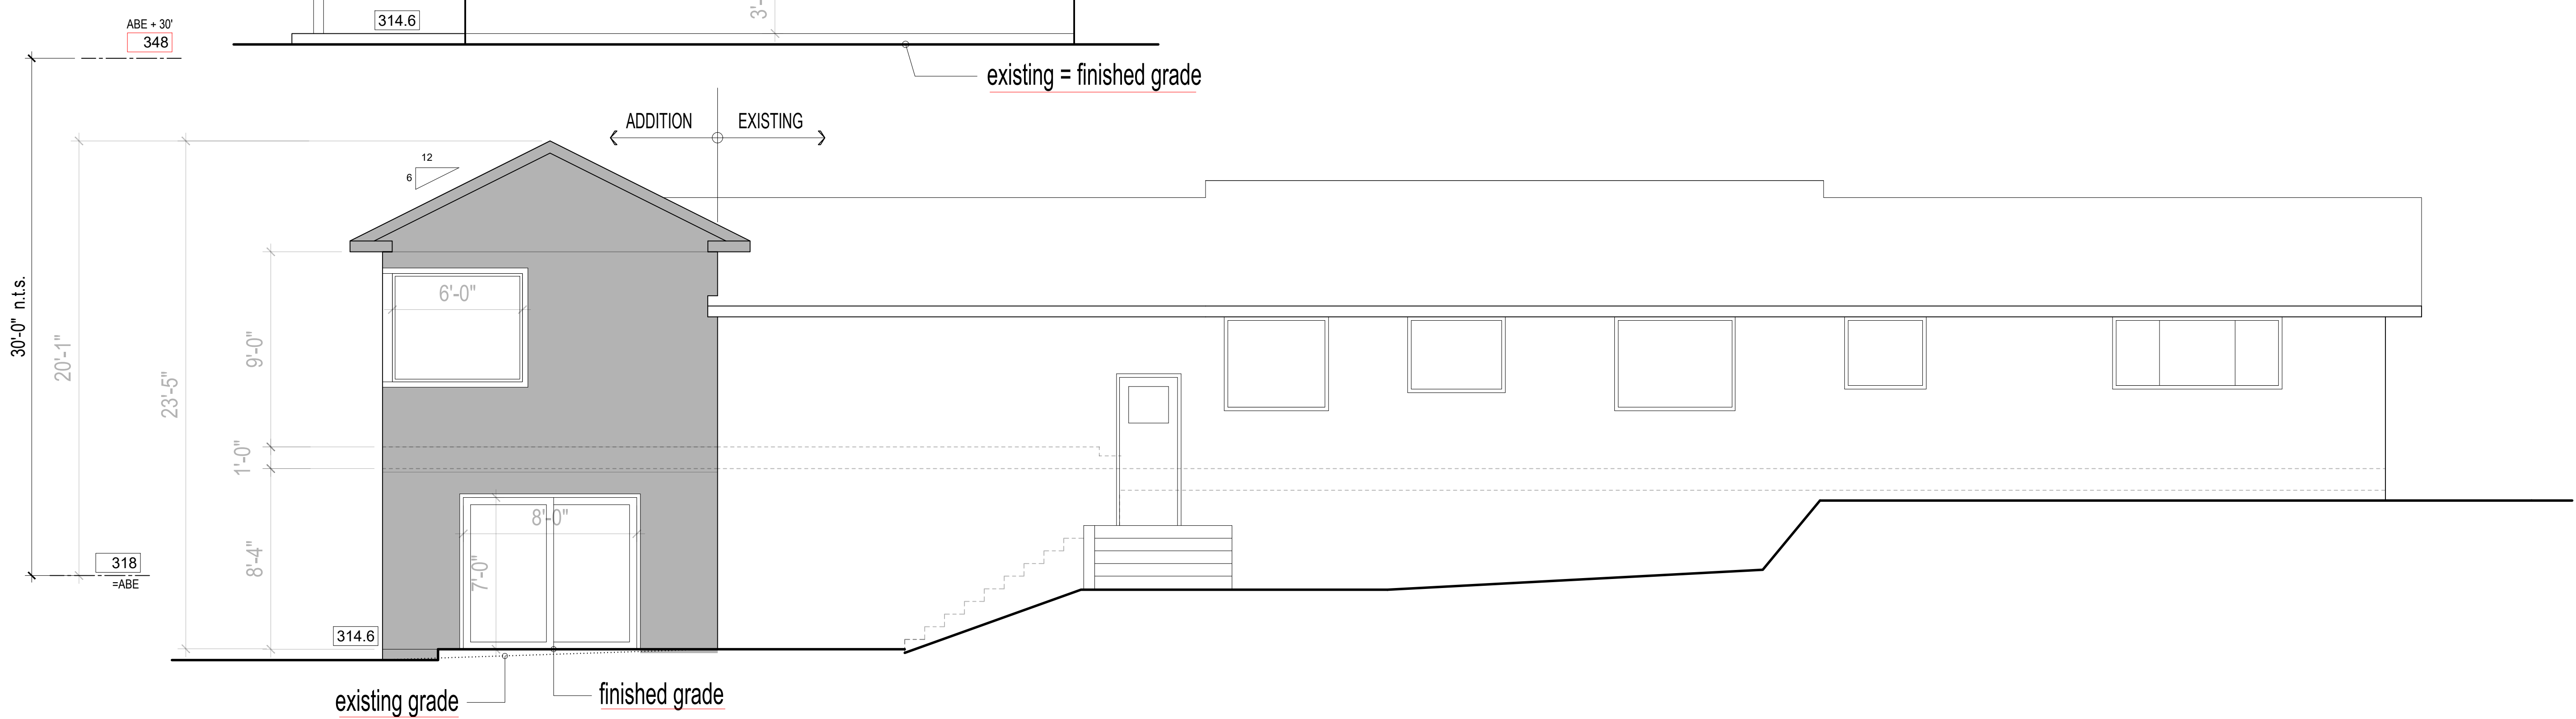 314.6
3'-
ABE + 30'
348
existing = finished grade
ADDITION
EXISTING
12
6
30'-0" n.t.s.
20'-1"
23'-5"
9'-0"
6'-0"
1'-0"
8'-4"
8'-0"
7'-0"
318
=ABE
314.6
existing grade
finished grade